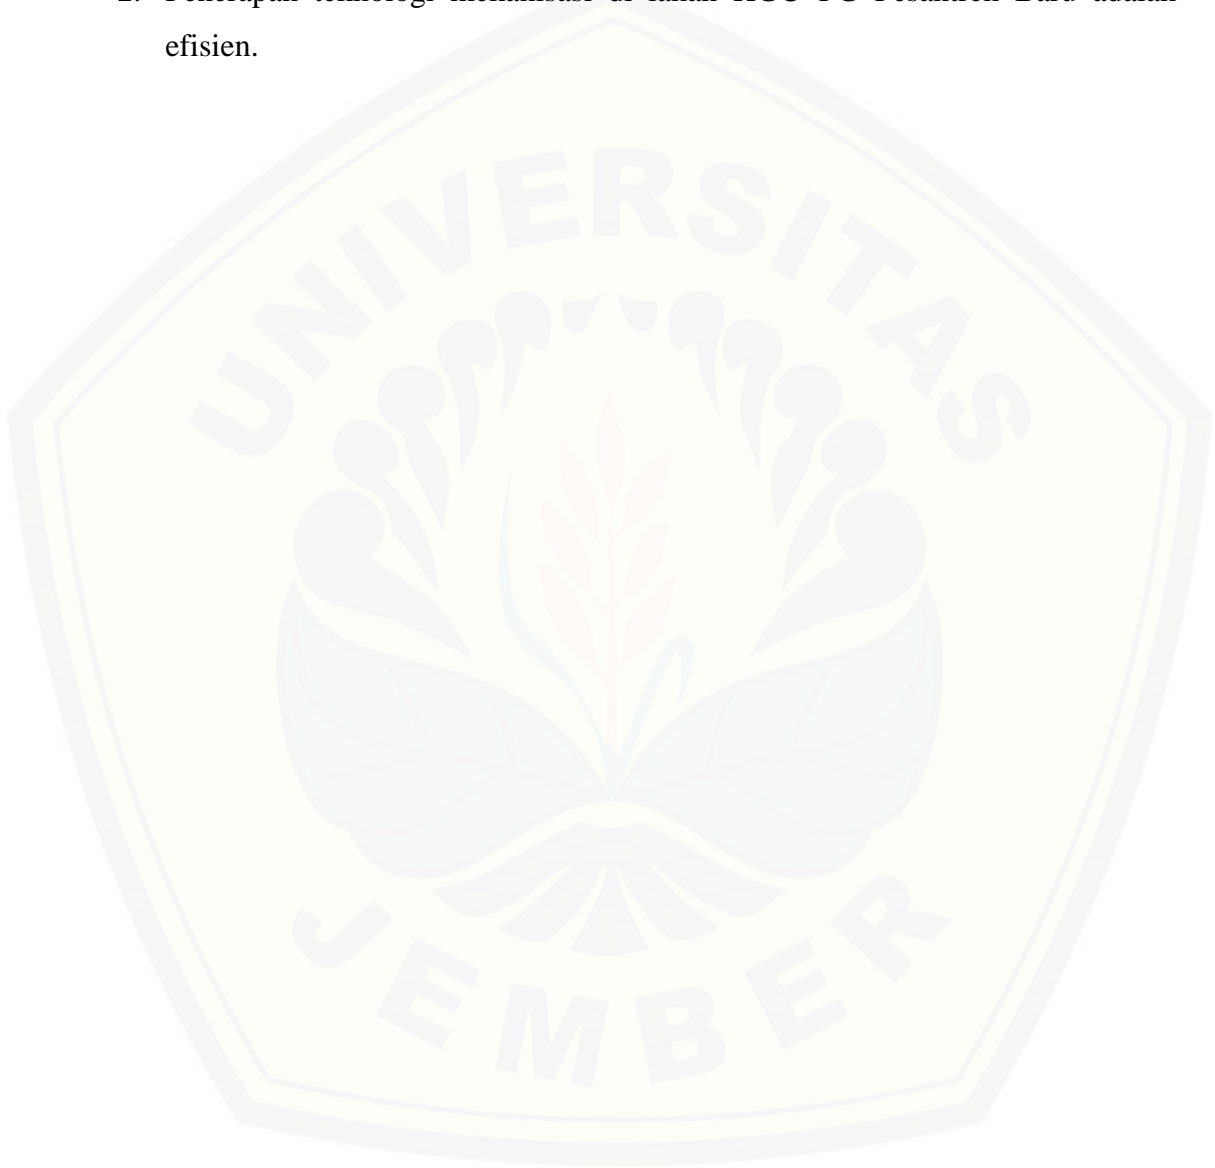 2. Penerapan teknologi mekanisasi di lahan HGU PG Pesantren Baru adalah
efisien.
UNIVERSITAS
JEMBER